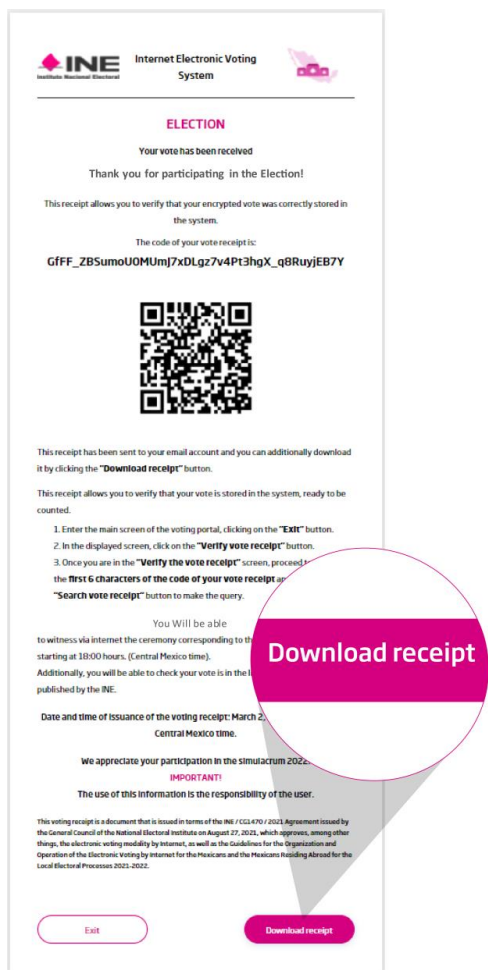 INE
Instituto Nacional Electoral
Internet Electronic Voting
System
ELECTION
Your vote has been received
Thank you for participating in the Election!
This receipt allows you to verify that your encrypted vote was correctly stored in
the system.
The code of your vote receipt is:
GfFF_ZBSumoU0MUmJ7xDLgz7v4Pt3hgX_q8RuyjEB7Y
This receipt has been sent to your email account and you can additionally download
it by clicking the "Download receipt" button.
This receipt allows you to verify that your vote is stored in the system, ready to be
counted.
1. Enter the main screen of the voting portal, clicking on the "Exit" button.
2. In the displayed screen, click on the "Verify vote receipt" button.
3. Once you are in the "Verify the vote receipt" screen, proceed
the first 6 characters of the code of your vote receipt
"Search vote receipt" button to make the query.
You Will be able
to witness via internet the ceremony corresponding to
starting at 18:00 hours. (Central Mexico time).
Additionally, you will be able to check your vote is in the
published by the INE.
Download receipt
Date and time of issuance of the voting receipt: March 2,
Central Mexico time.
We appreciate your participation in the simulacrum 2022.
IMPORTANT!
The use of this information is the responsibility of the user.
This voting receipt is a document that is issued in terms of the INE / CG1470 / 2021 Agreement issued by
the General Council of the National Electoral Institute on August 27, 2021, which approves, among other
things, the electronic voting modality by Internet, as well as the Guidelines for the Organization and
Operation of the Electronic Voting by Internet for the Mexicans and the Mexicans Residing Abroad for the
Local Electoral Processes 2021-2022.
Exit
Download receipt